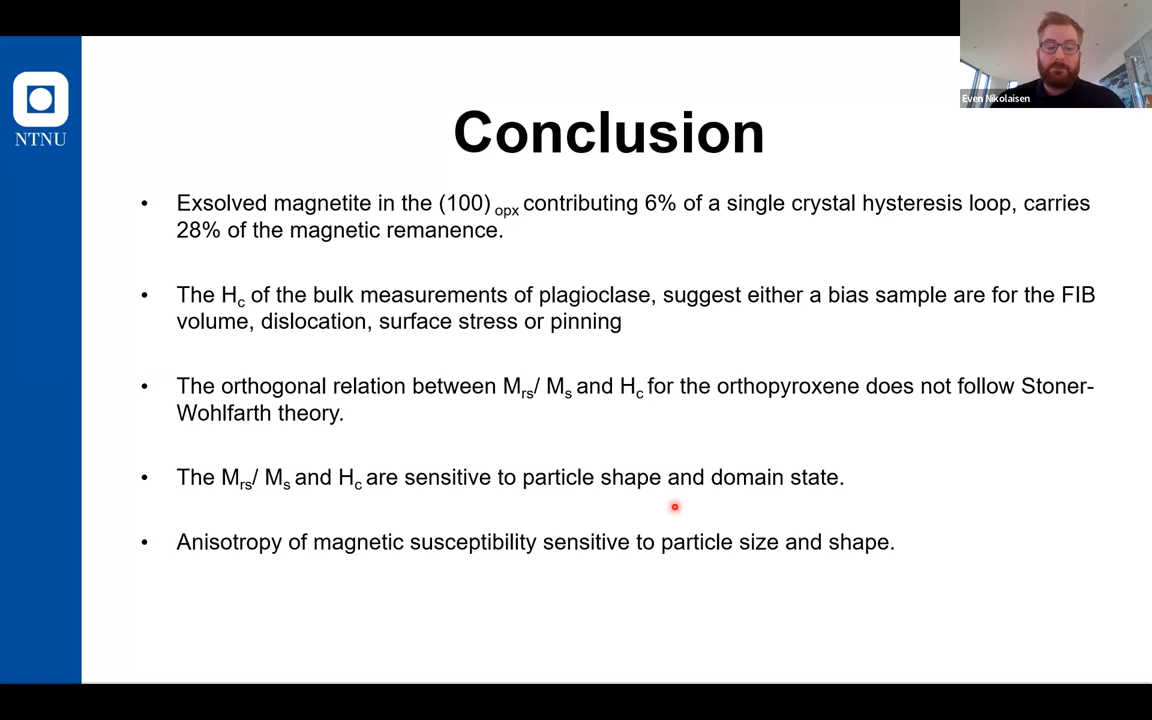 Even Nikolaisen
NTNU
Conclusion
• Exsolved magnetite in the (100) opx contributing 6% of a single crystal hysteresis loop, carries
28% of the magnetic remanence.
• The Hc of the bulk measurements of plagioclase, suggest either a bias sample are for the FIB
volume, dislocation, surface stress or pinning
• The orthogonal relation between Mrs/ Ms and Hc for the orthopyroxene does not follow Stoner-
Wohlfarth theory.
• The Mrs/ Ms and Hc are sensitive to particle shape and domain state.
• Anisotropy of magnetic susceptibility sensitive to particle size and shape.